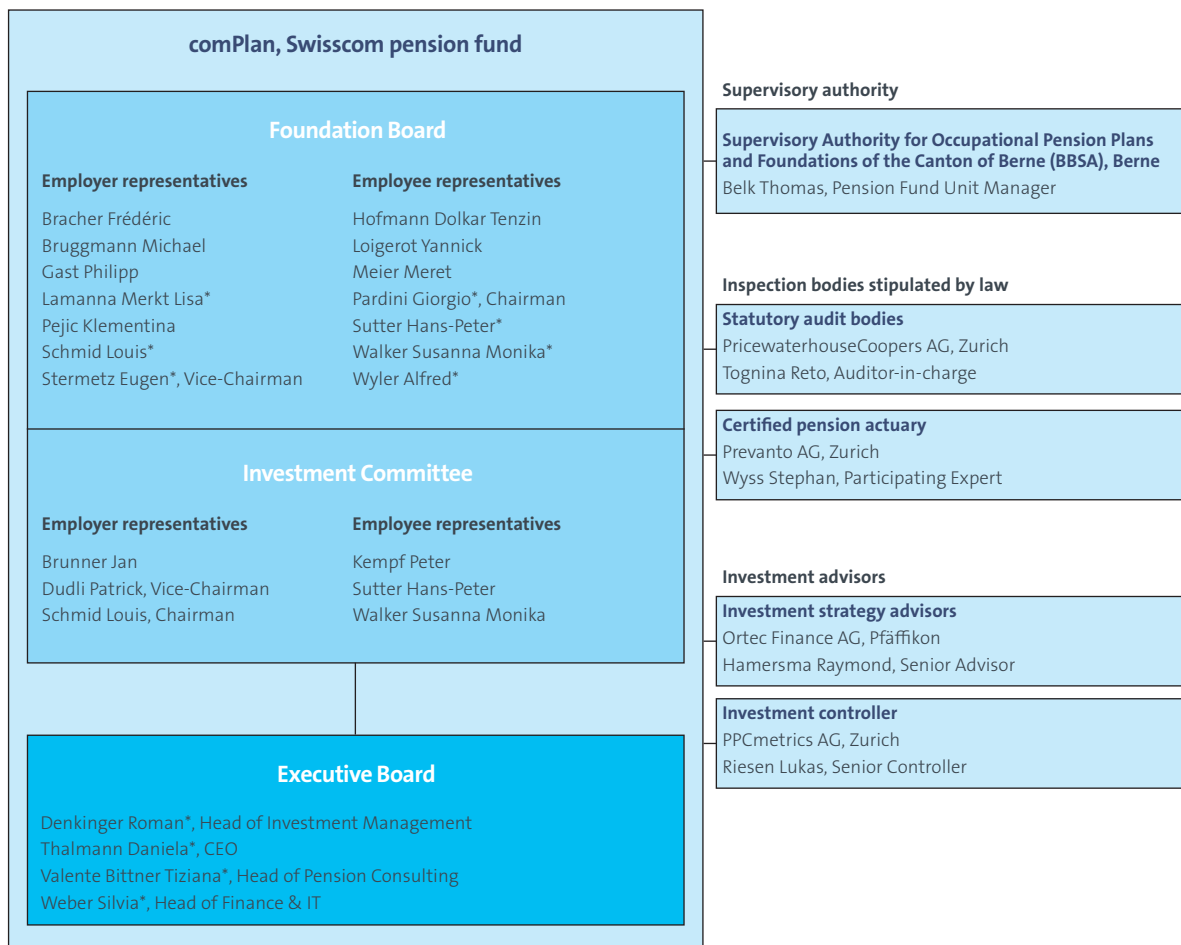 comPlan, Swisscom pension fund
Foundation Board
Employer representatives
Bracher Frédéric
Bruggmann Michael
Gast Philipp
Lamanna Merkt Lisa*
Pejic Klementina
Schmid Louis*
Stermetz Eugen*, Vice-Chairman
Employee representatives
Hofmann Dolkar Tenzin
Loigerot Yannick
Meier Meret
Pardini Giorgio*, Chairman
Sutter Hans-Peter*
Walker Susanna Monika*
Wyler Alfred*
Investment Committee
Employer representatives
Brunner Jan
Dudli Patrick, Vice-Chairman
Schmid Louis, Chairman
Employee representatives
Kempf Peter
Sutter Hans-Peter
Walker Susanna Monika
Executive Board
Denkinger Roman*, Head of Investment Management
Thalmann Daniela*, CEO
Valente Bittner Tiziana*, Head of Pension Consulting
Weber Silvia*, Head of Finance & IT
Supervisory authority
Supervisory Authority for Occupational Pension Plans
and Foundations of the Canton of Berne (BBSA), Berne
Belk Thomas, Pension Fund Unit Manager
Inspection bodies stipulated by law
Statutory audit bodies
PricewaterhouseCoopers AG, Zurich
Tognina Reto, Auditor-in-charge
Certified pension actuary
Prevanto AG, Zurich
Wyss Stephan, Participating Expert
Investment advisors
Investment strategy advisors
Ortec Finance AG, Pfäffikon
Hamersma Raymond, Senior Advisor
Investment controller
PPCmetrics AG, Zurich
Riesen Lukas, Senior Controller